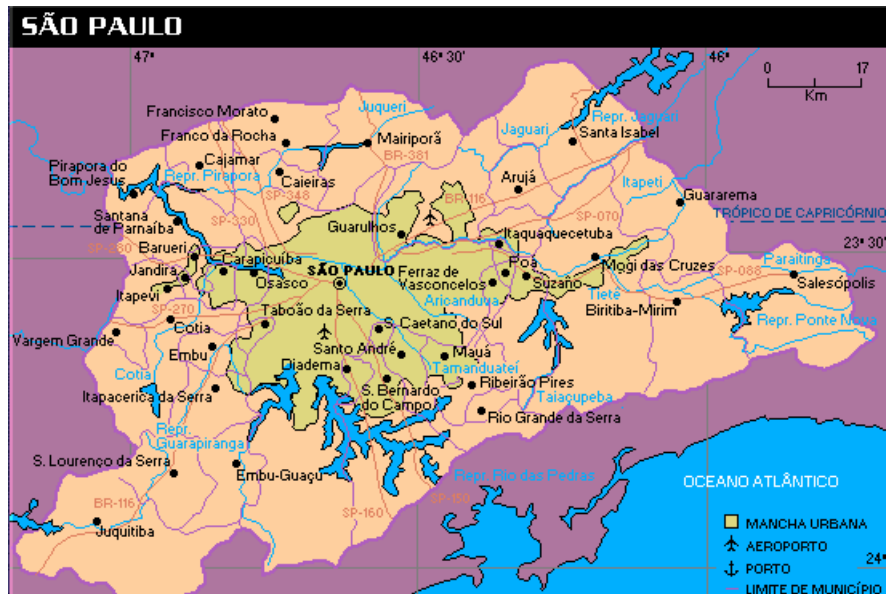 SÃO PAULO
47º
46º 30'
46º
0 17
Km
Francisco Morato
Juqueri
Repr. Jaguari
Franco da Rocha
Mairiporã
Jaguari
Santa Isabel
BR-381
Cajamar
Pirapora do
Bom Jesus
Repr. Pirapora
Caieiras
Arujá
Itapeti
SP-348
BR-116
Guararema
Santana
de Parnaíba
SP-330
SP-070
TRÓPICO DE CAPRICÓRNIO
Guarulhos
Itaquaquecetuba
Barueri
SP-280
23º 30'
Carapicuíba
SÃO PAULO
Ferraz de
Vasconcelos
Poá
Mogi das Cruzes
Paraitinga
Jandira
SP-088
Osasco
Suzano
Salesópolis
Itapevi
Aricanduva
Tietê
SP-270
Biritiba-Mirim
Cotia
Taboão da Serra
S. Caetano do Sul
Repr. Ponte Nova
Vargem Grande
Embu
Santo André
Mauá
Diadema
Tamanduateí
Cotia
Ribeirão Pires
Itapacerica da Serra
S. Bernardo
do Campo
Taiaçupeba
Rio Grande da Serra
Repr.
Guarapiranga
S. Lourenço da Serra
Embu-Guaçu
Repr. Rio das Pedras
OCEANO ATLÂNTICO
BR-116
SP-160
SP-150
Juquitiba
MANCHA URBANA
AEROPORTO
PORTO
24º
LIMITE DE MUNICÍPIO